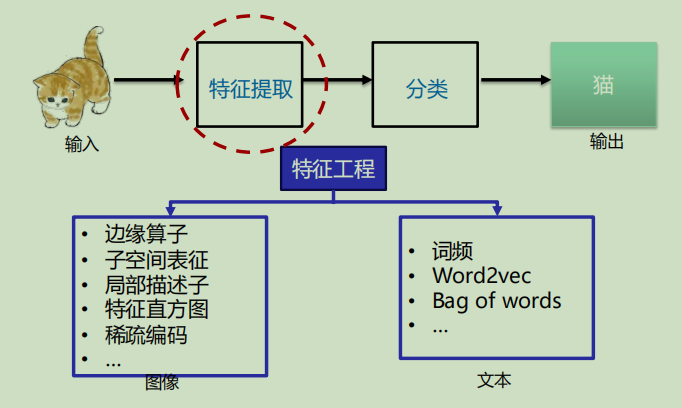 特征提取
分类
猫
输入
输出
特征工程
• 边缘算子
• 子空间表征
• 局部描述子
• 特征直方图
• 稀疏编码
• ...
图像
• 词频
• Word2vec
• Bag of words
• ...
文本